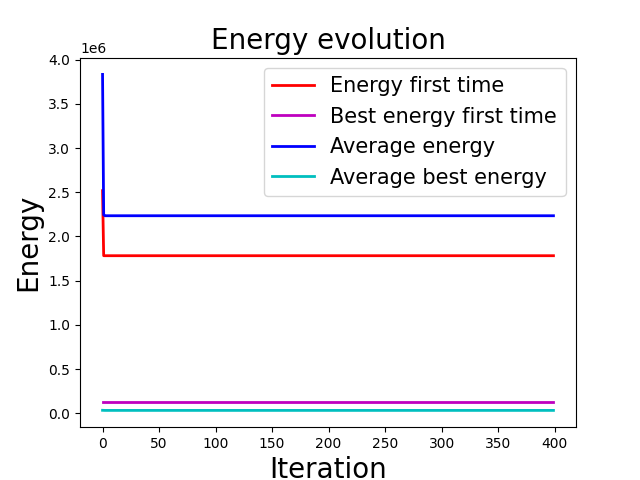 Energy evolution
1e6
Energy first time
Best energy first time
Average energy
Average best energy
4.0
3.5
3.0
2.5
2.0
1.5
1.0
0.5
0.0
Energy
0 50 100 150 200 250 300 350 400
Iteration